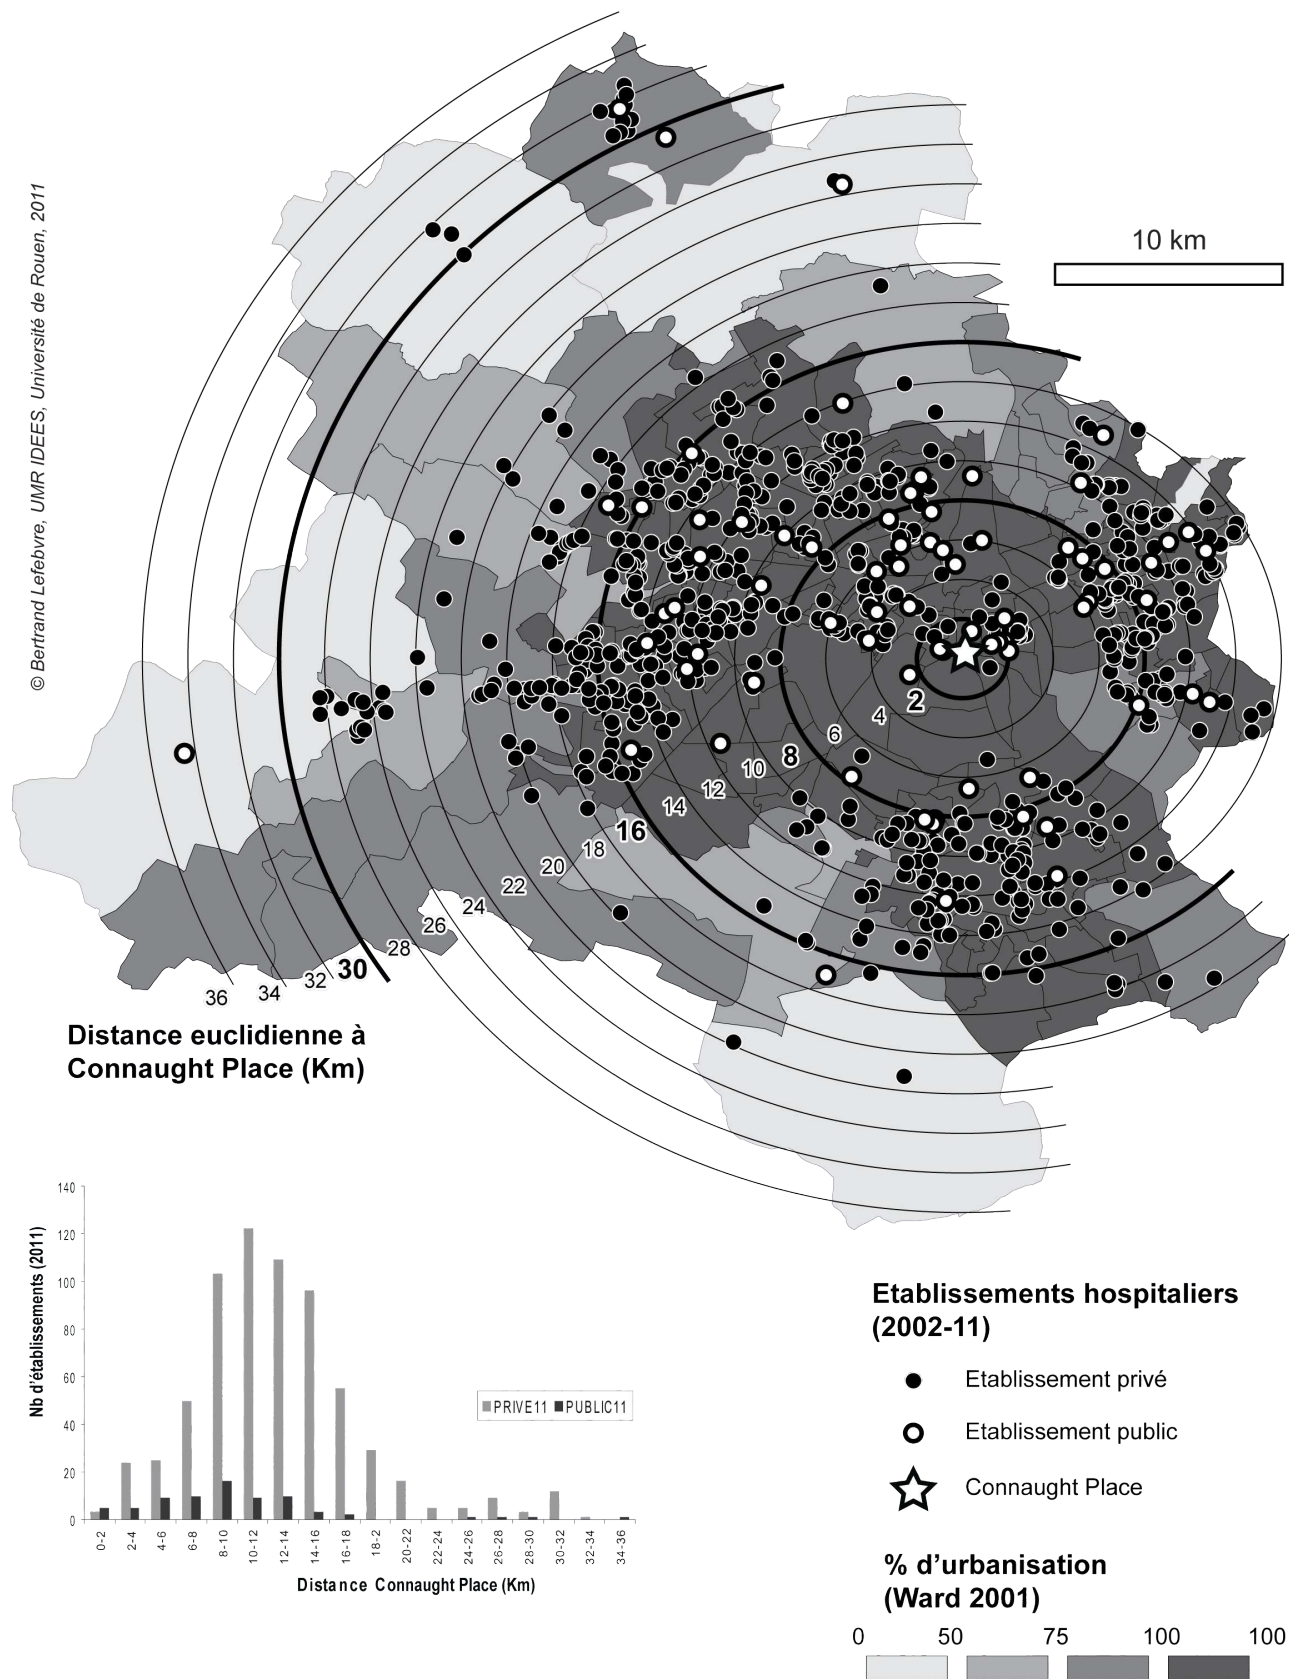 © Bertrand Lefebvre, UMR IDEES, Université de Rouen, 2011
10 km
2
4
6
8
10
12
14
16
18
20
22
24
26
28
30
32
34
36
Distance euclidienne à
Connaught Place (Km)
Nb d'établissements (2011)
140
120
100
80
60
40
20
0
PRIVE11 PUBLIC11
0-2 2-4 4-6 6-8 8-10 10-12 12-14 14-16 16-18 18-2 20-22 22-24 24-26 26-28 28-30 30-32 32-34 34-36
Distance Connaught Place (Km)
Etablissements hospitaliers
(2002-11)
Etablissement privé
Etablissement public
Connaught Place
% d'urbanisation
(Ward 2001)
0 50 75 100 100